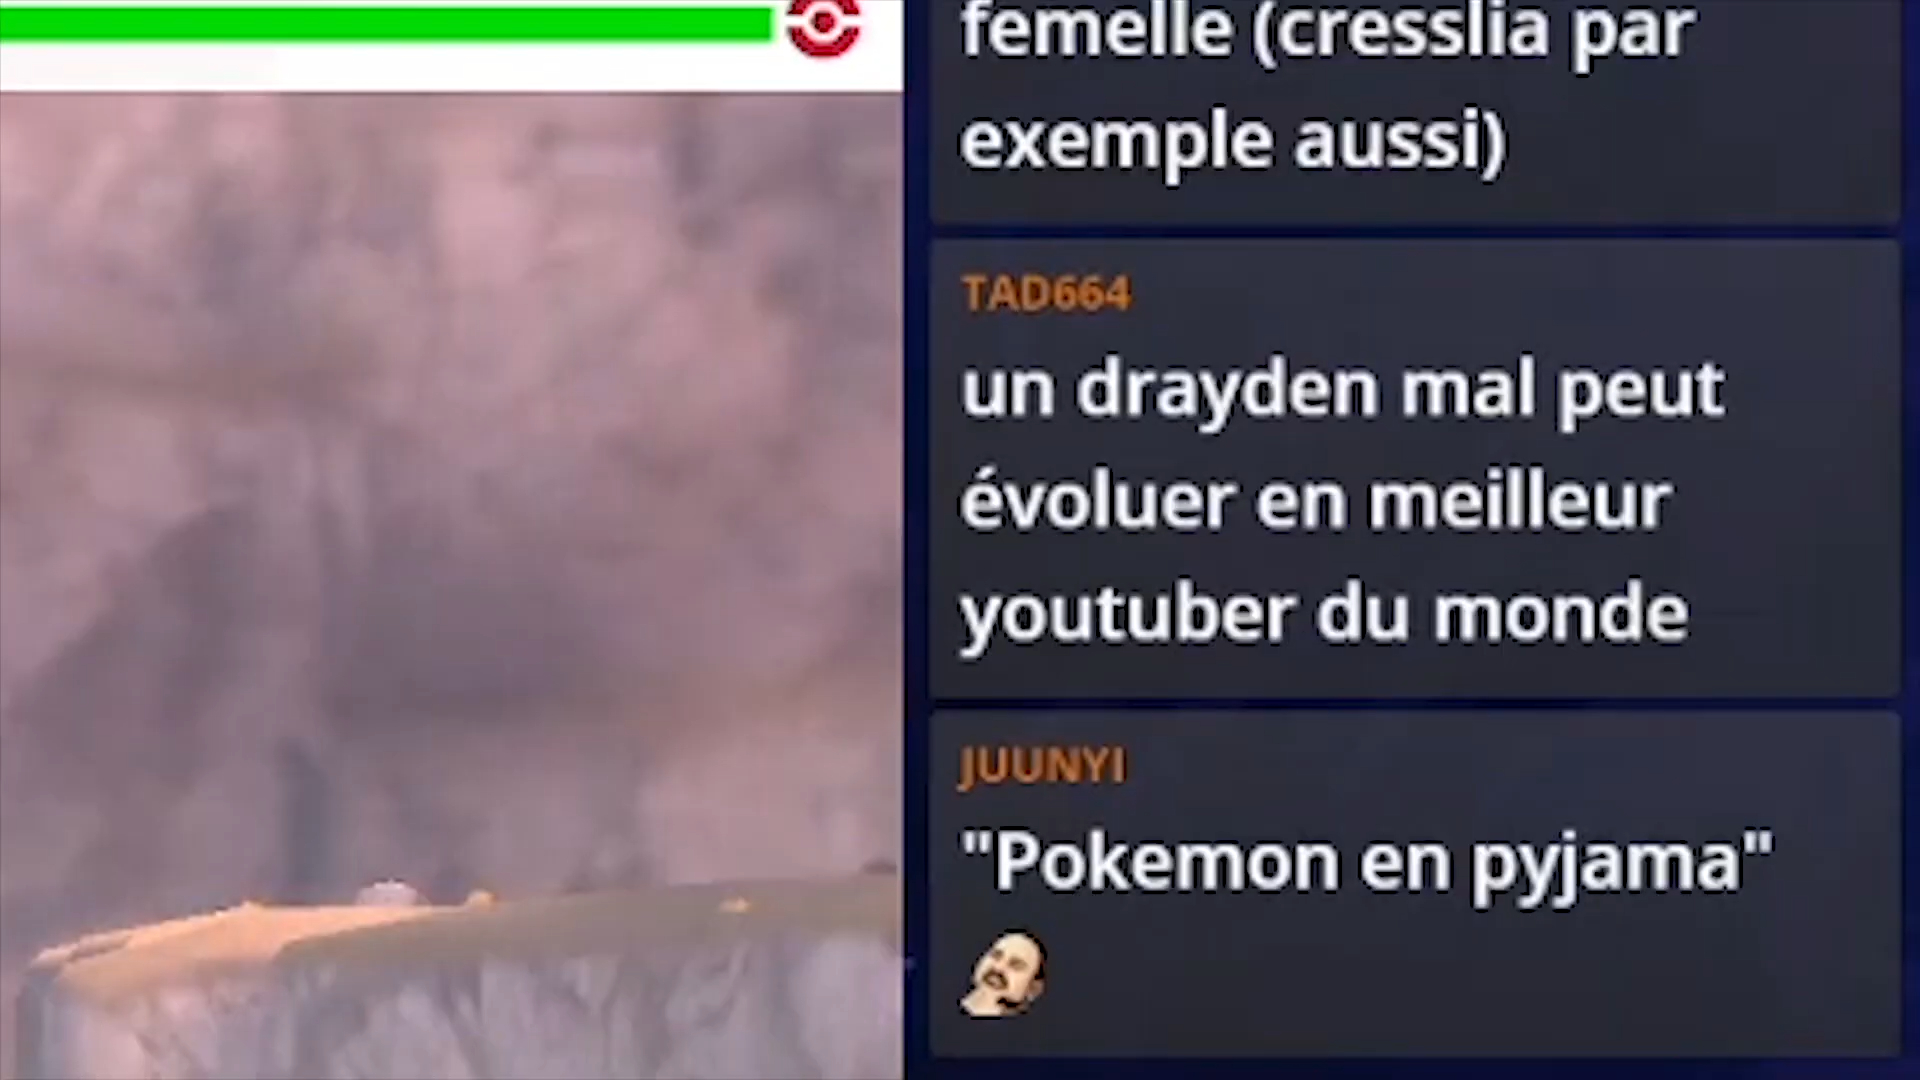 femelle (cresslia par
exemple aussi)
TAD664
un drayden mal peut
évoluer en meilleur
youtuber du monde
JUUNYI
"Pokemon en pyjama"